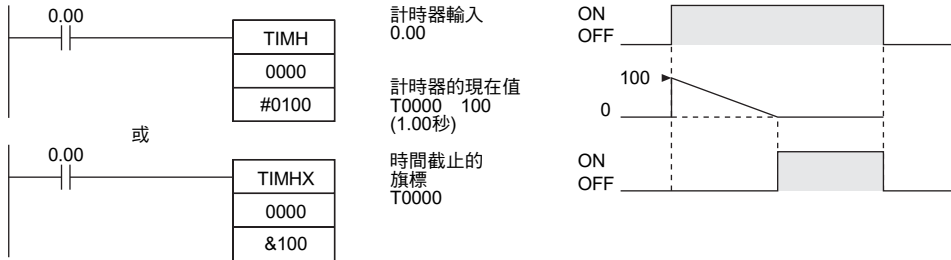 0.00
TIMH
0000
#0100
或
0.00
TIMHX
0000
&100
計時器輸入
0.00
ON
OFF
計時器的現在值
T0000 100
(1.00秒)
100
0
時間截止的
旗標
T0000
ON
OFF